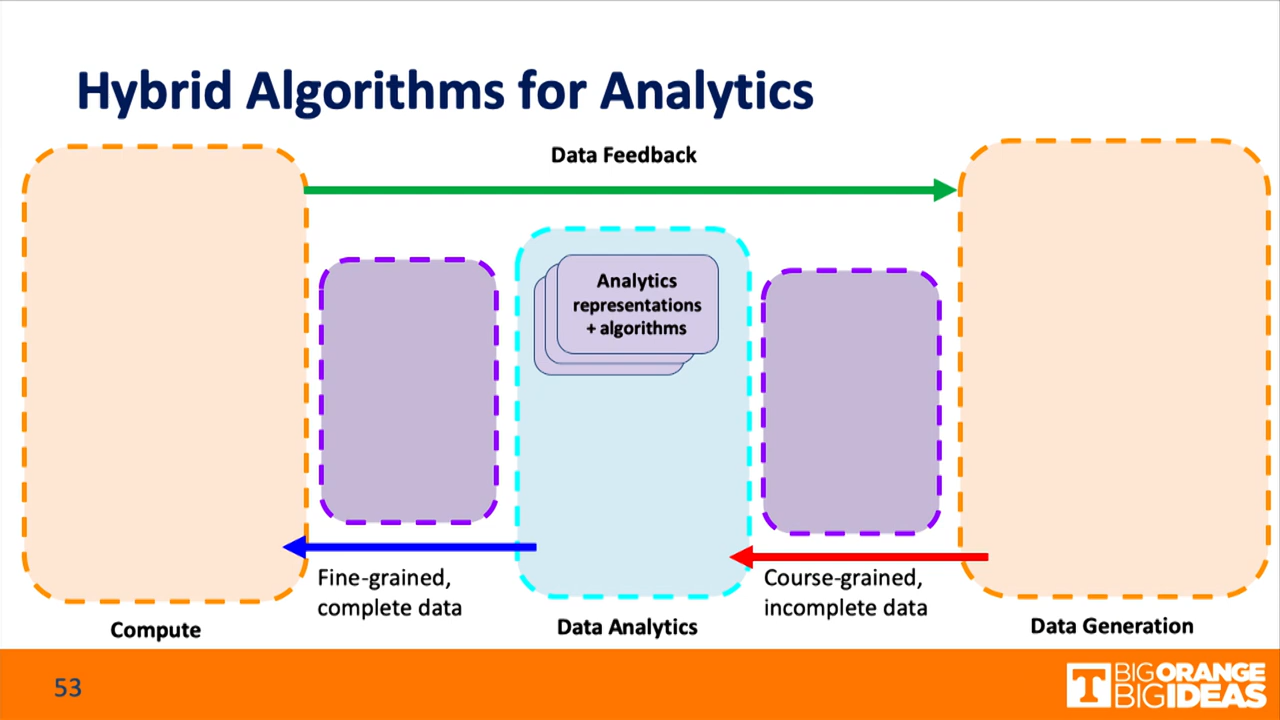 Hybrid Algorithms for Analytics
Data Feedback
Analytics
representations
+ algorithms
Fine-grained,
complete data
Course-grained,
incomplete data
Compute
Data Analytics
Data Generation
53
T
BIG ORANGE
BIG IDEAS